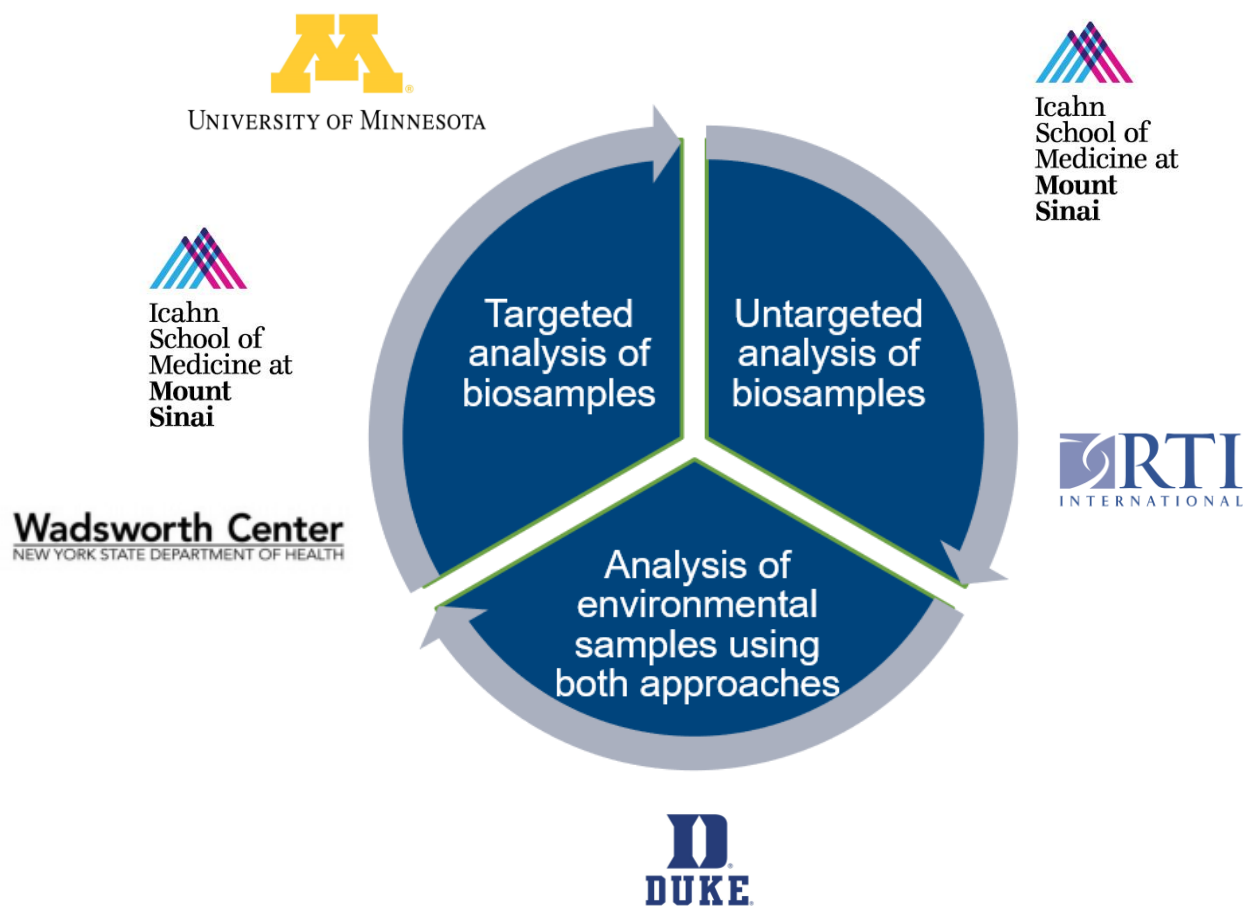 M
UNIVERSITY OF MINNESOTA
Icahn
School of
Medicine at
Mount
Sinai
Targeted
analysis of
biosamples
Untargeted
analysis of
biosamples
Icahn
School of
Medicine at
Mount
Sinai
RTI
INTERNATIONAL
Wadsworth Center
NEW YORK STATE DEPARTMENT OF HEALTH
Analysis of
environmental
samples using
both approaches
D
DUKE